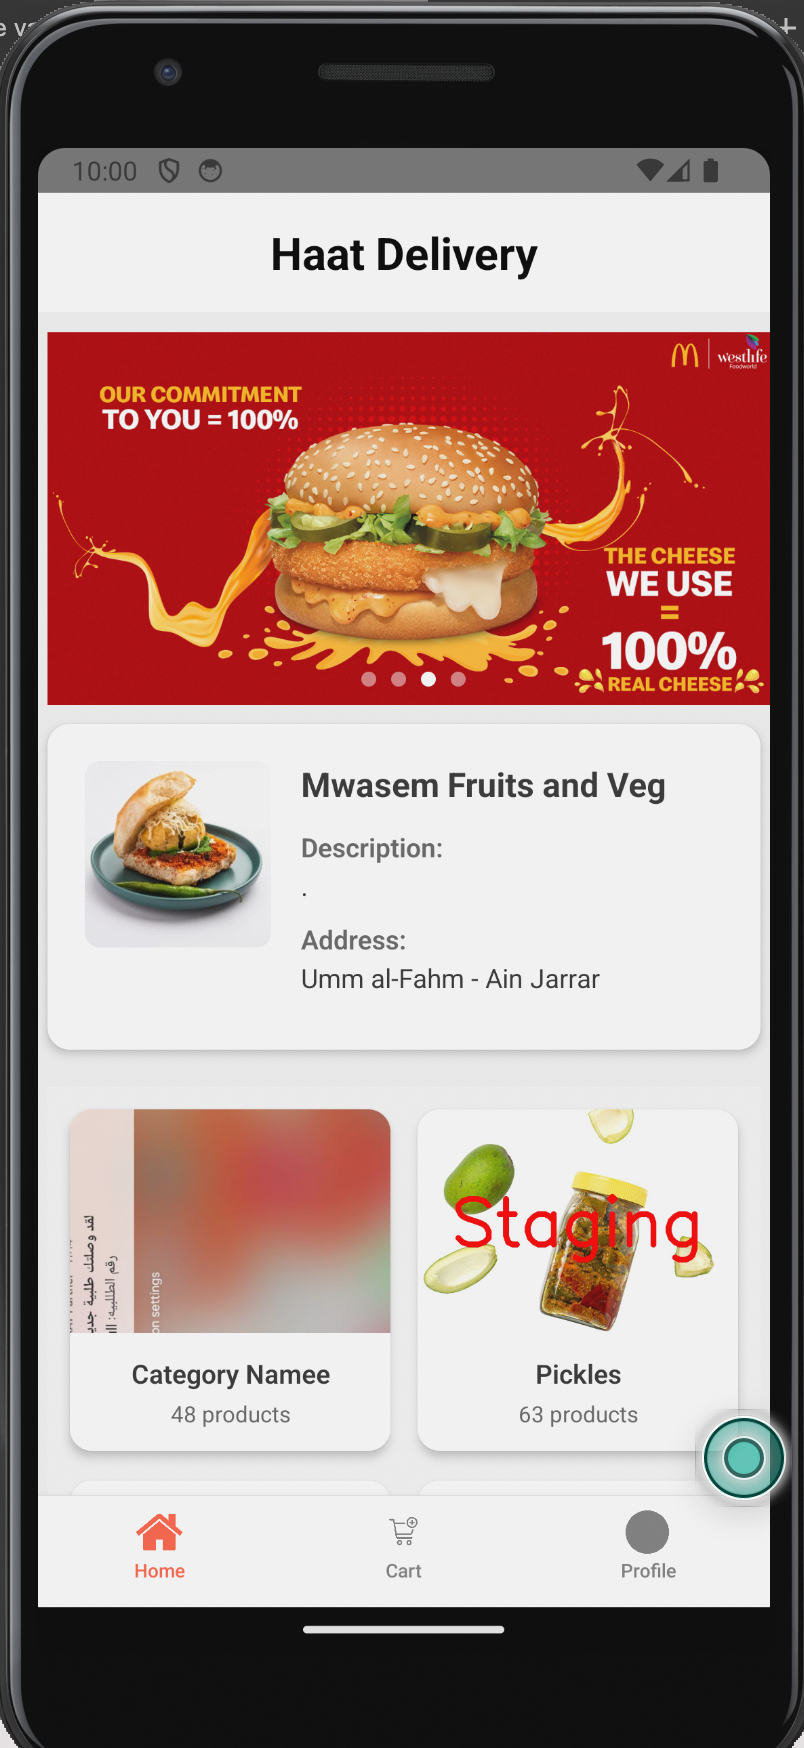 10:00
Haat Delivery
westlife
Foodworld
OUR COMMITMENT
TO YOU = 100%
THE CHEESE
WE USE
=
100%
REAL CHEESE
Mwasem Fruits and Veg
Description:
.
Address:
Umm al-Fahm - Ain Jarrar
لقد وصلتك طلبية
رقم الطلبية:
on settings
Staging
Category Namee
48 products
Pickles
63 products
Home
Cart
Profile